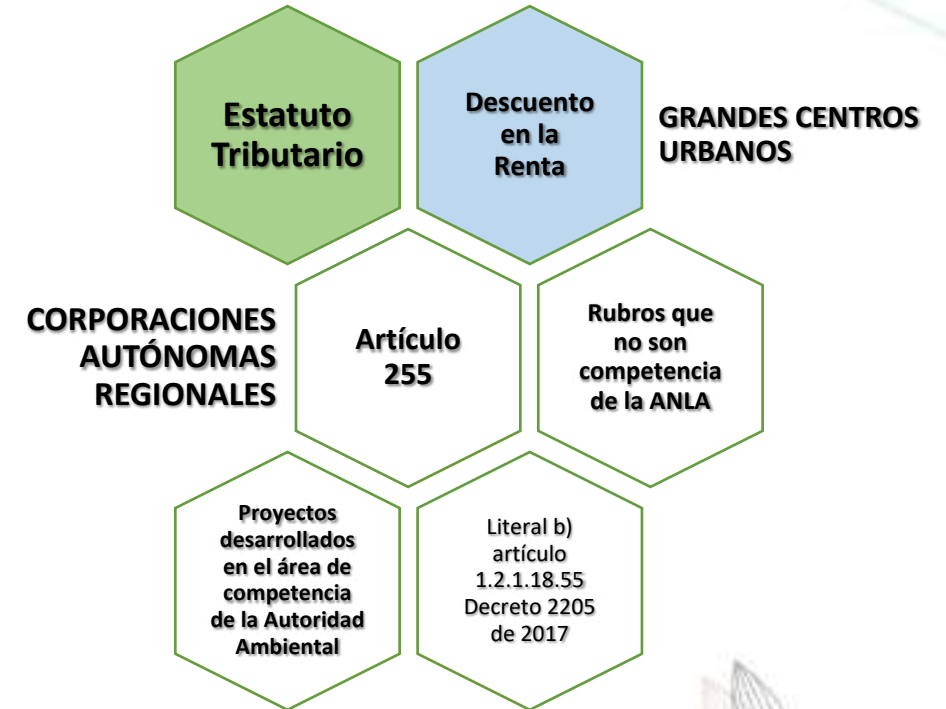 Estatuto
Tributario
Descuento
en la
Renta
GRANDES CENTROS
URBANOS
CORPORACIONES
AUTÓNOMAS
REGIONALES
Artículo
255
Rubros que
no son
competencia
de la ANLA
Proyectos
desarrollados
en el área de
competencia
de la Autoridad
Ambiental
Literal b)
artículo
1.2.1.18.55
Decreto 2205
de 2017